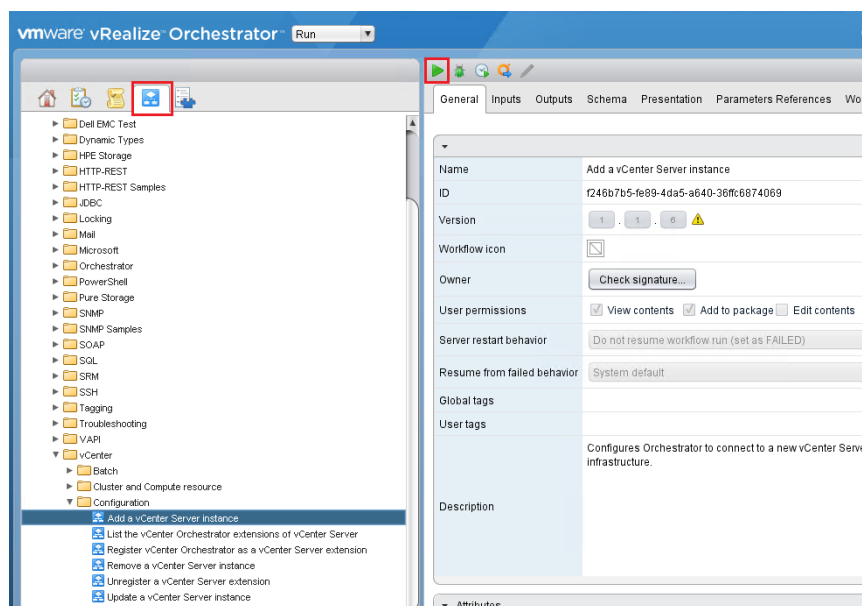 vmware vRealize Orchestrator Run
General Inputs Outputs Schema Presentation Parameters References Wo
Dell EMC Test
Dynamic Types
HPE Storage
HTTP-REST
HTTP-REST Samples
JDBC
Locking
Mail
Microsoft
Orchestrator
PowerShell
Pure Storage
SNMP
SNMP Samples
SOAP
SQL
SRM
SSH
Tagging
Troubleshooting
VAPI
vCenter
Batch
Cluster and Compute resource
Configuration
Add a vCenter Server instance
List the vCenter Orchestrator extensions of vCenter Server
Register vCenter Orchestrator as a vCenter Server extension
Remove a vCenter Server instance
Unregister a vCenter Server extension
Update a vCenter Server instance
Name Add a vCenter Server instance
ID f246b7b5-fe89-4da5-a640-36ffc6874069
Version 1 . 1 . 6
Workflow icon
Owner Check signature...
User permissions View contents Add to package Edit contents
Server restart behavior Do not resume workflow run (set as FAILED)
Resume from failed behavior System default
Global tags
User tags
Description Configures Orchestrator to connect to a new vCenter Serve
infrastructure.
Attributes